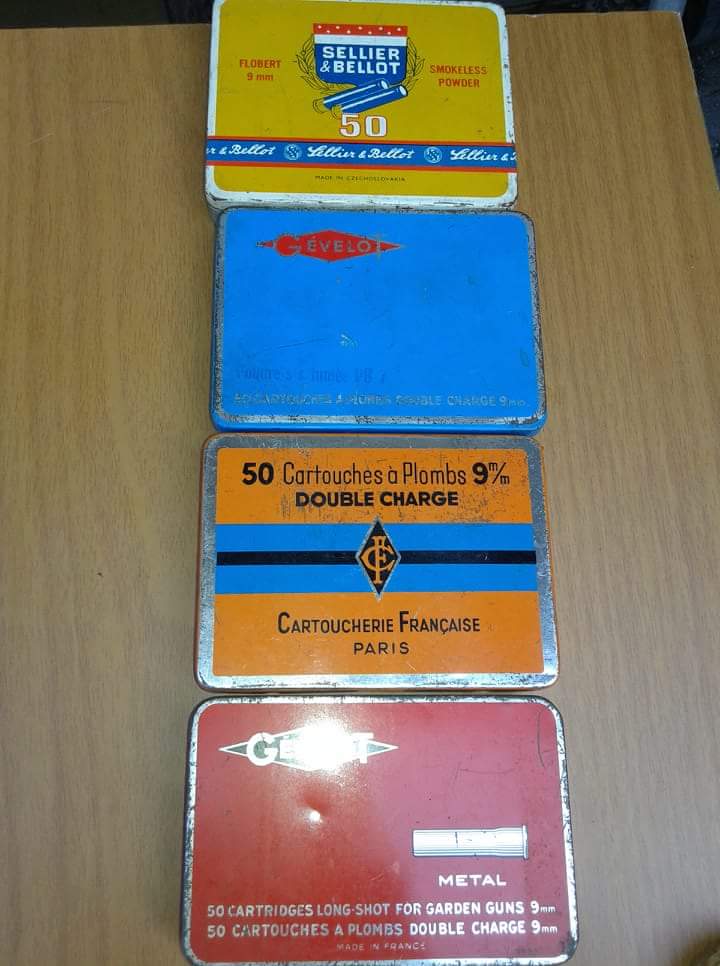 SELLIER
& BELLOT
FLOBERT
9 mm
SMOKELESS
POWDER
50
r & Bellot Sellier & Bellot Sellier &
MADE IN CZECHOSLOVAKIA
GÉVELOT
50 CARTOUCHES A PLOMBS DOUBLE CHARGE 9mm
50 Cartouches à Plombs 9 m/m
DOUBLE CHARGE
CF
CARTOUCHERIE FRANÇAISE
PARIS
GÉVELOT
METAL
50 CARTRIDGES LONG-SHOT FOR GARDEN GUNS 9mm
50 CARTOUCHES A PLOMBS DOUBLE CHARGE 9mm
MADE IN FRANCE